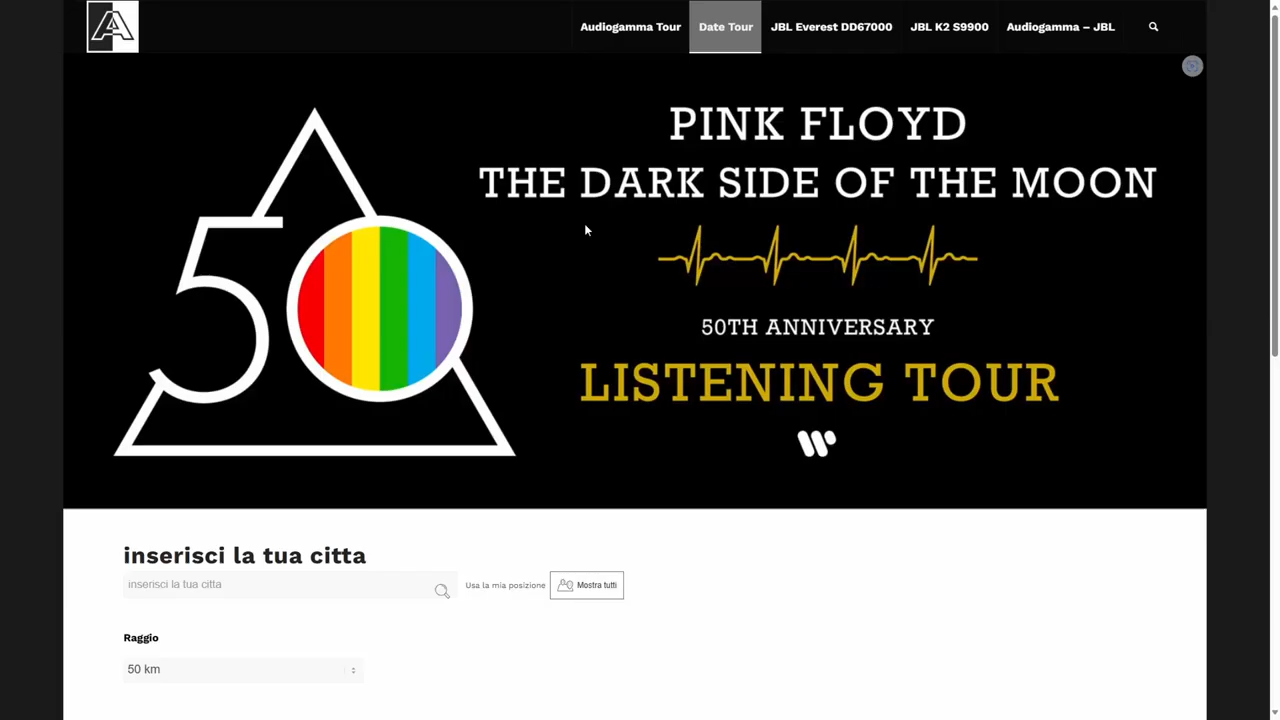 Audiogamma Tour
Date Tour
JBL Everest DD67000
JBL K2 S9900
Audiogamma – JBL
PINK FLOYD
THE DARK SIDE OF THE MOON
50
50TH ANNIVERSARY
LISTENING TOUR
inserisci la tua citta
inserisci la tua citta
Usa la mia posizione
Mostra tutti
Raggio
50 km